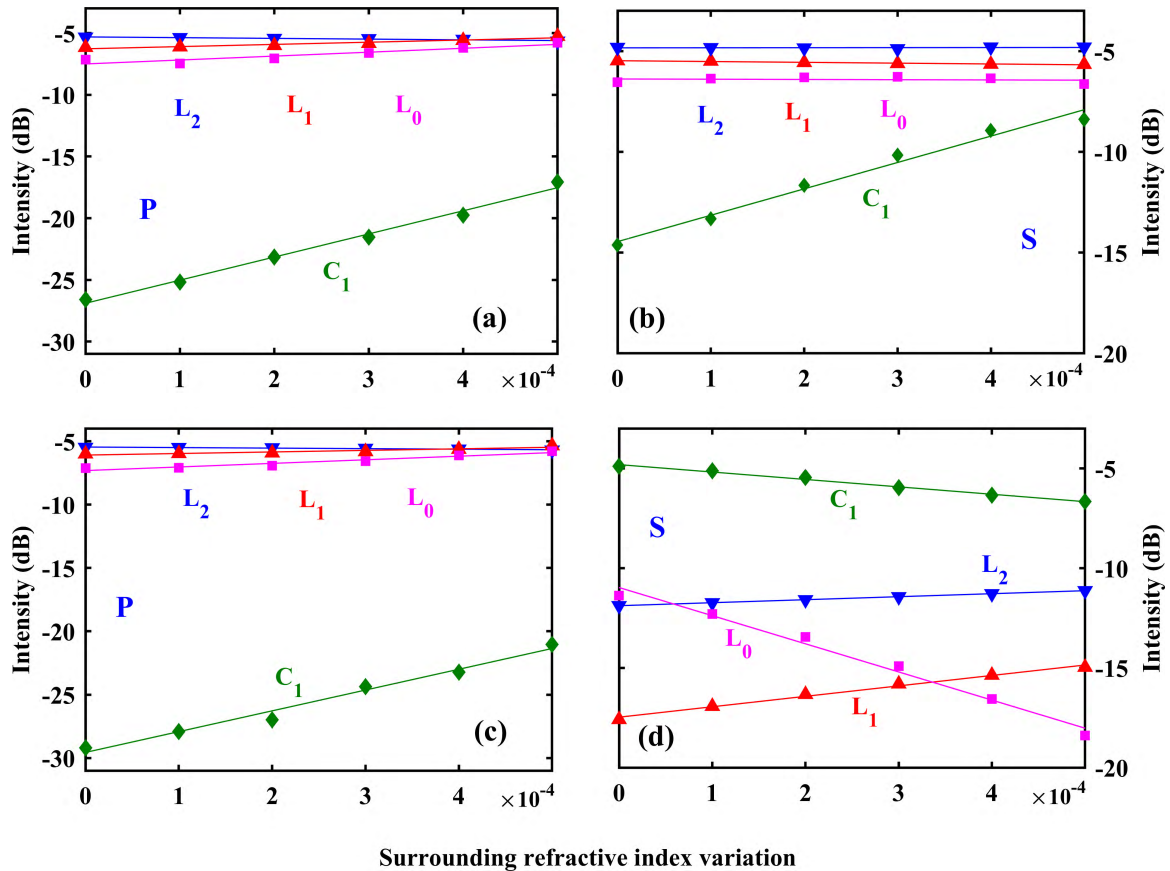 -5
-10
-15
-20
-25
-30
Intensity (dB)
L2 L1 L0
P
C1
(a)
0 1 2 3 4 ×10-4
-5
-10
-15
-20
Intensity (dB)
L2 L1 L0
C1
S
(b)
0 1 2 3 4 ×10-4
-5
-10
-15
-20
-25
-30
Intensity (dB)
L2 L1 L0
P
C1
(c)
0 1 2 3 4 ×10-4
-5
-10
-15
-20
Intensity (dB)
C1
S
L2
L0
L1
(d)
0 1 2 3 4 ×10-4
Surrounding refractive index variation